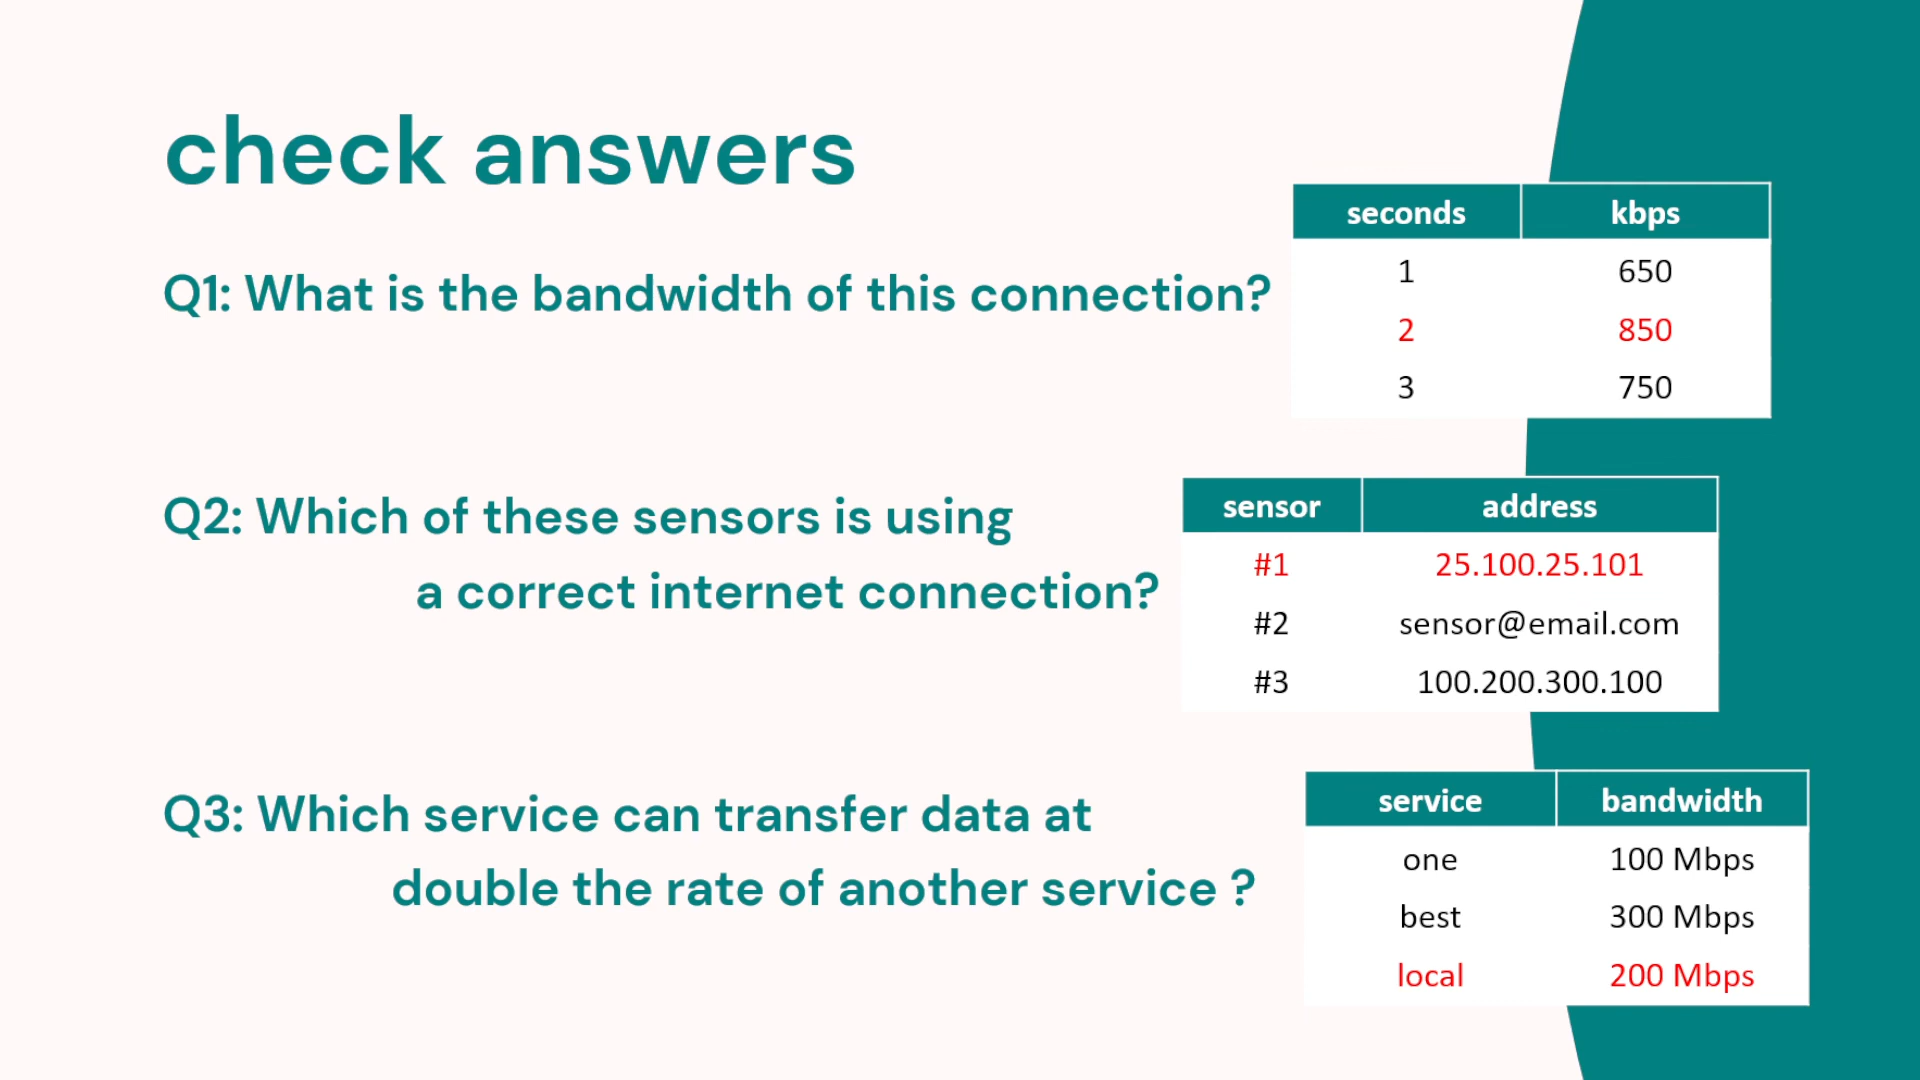 check answers
Q1: What is the bandwidth of this connection?
seconds kbps
1 650
2 850
3 750
Q2: Which of these sensors is using
a correct internet connection?
sensor address
#1 25.100.25.101
#2 sensor@email.com
#3 100.200.300.100
Q3: Which service can transfer data at
double the rate of another service ?
service bandwidth
one 100 Mbps
best 300 Mbps
local 200 Mbps